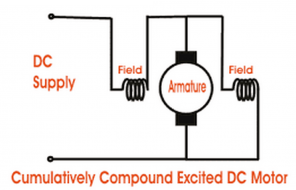 DC
Supply
Field
Armature
Field
Cumulatively Compound Excited DC Motor